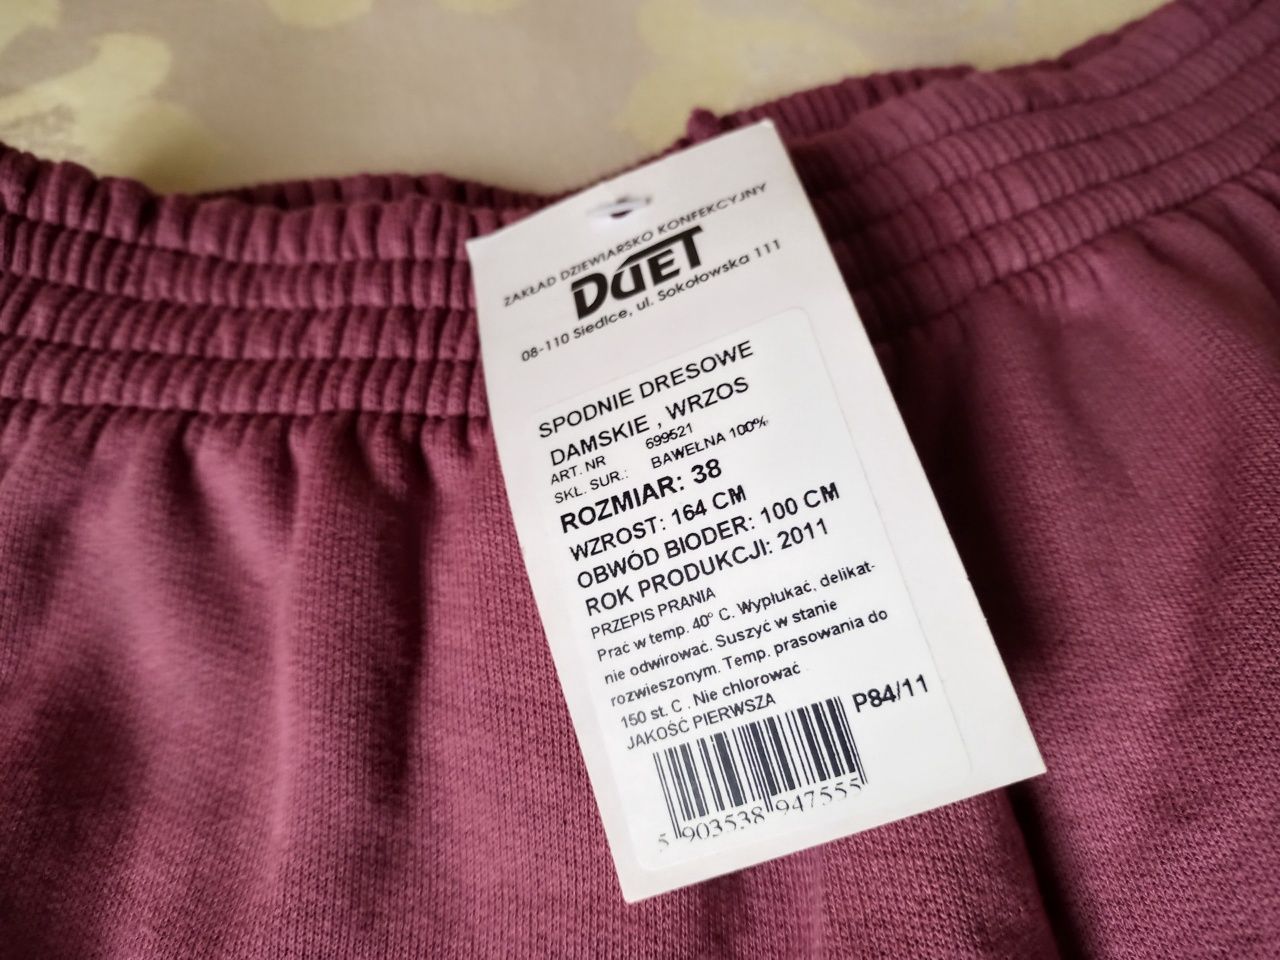 ZAKŁAD DZIEWIARSKO KONFEKCYJNY
DUET
08-110 Siedlce, ul. Sokołowska 111
SPODNIE DRESOWE
DAMSKIE , WRZOS
ART. NR 699521
SKŁ. SUR.: BAWEŁNA 100%
ROZMIAR: 38
WZROST: 164 CM
OBWÓD BIODER: 100 CM
ROK PRODUKCJI: 2011
PRZEPIS PRANIA
Prać w temp. 40° C. Wypłukać, delikat-
nie odwirować. Suszyć w stanie
rozwieszonym. Temp. prasowania do
150 st. C . Nie chlorować
JAKOŚĆ PIERWSZA
P84/11
5 903538 947555